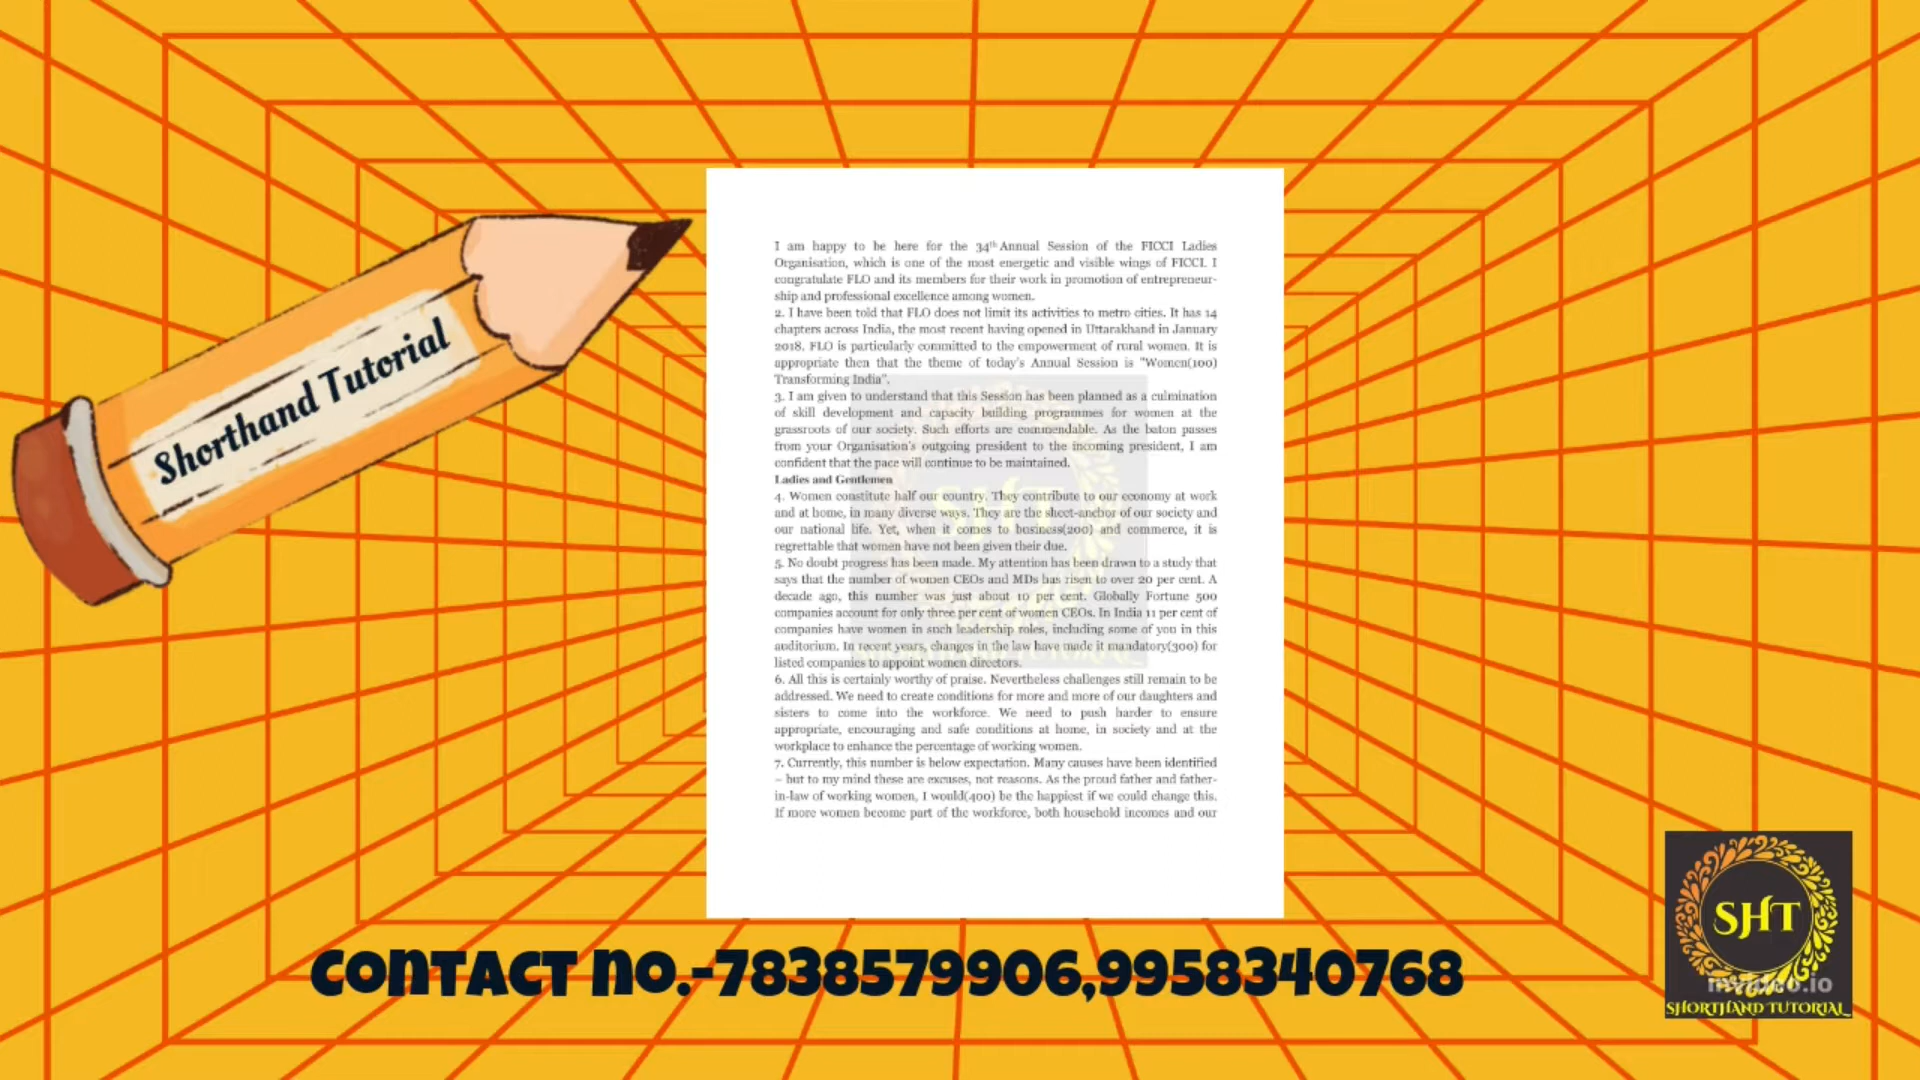 Shorthand Tutorial
I am happy to be here for the 34th Annual Session of the FICCI Ladies
Organisation, which is one of the most energetic and visible wings of FICCI. I
congratulate FLO and its members for their work in promotion of entrepreneur-
ship and professional excellence among women.
2. I have been told that FLO does not limit its activities to metro cities. It has 14
chapters across India, the most recent having opened in Uttarakhand in January
2018. FLO is particularly committed to the empowerment of rural women. It is
appropriate then that the theme of today's Annual Session is "Women(100)
Transforming India".
3. I am given to understand that this Session has been planned as a culmination
of skill development and capacity building programmes for women at the
grassroots of our society. Such efforts are commendable. As the baton passes
from your Organisation's outgoing president to the incoming president, I am
confident that the pace will continue to be maintained.
Ladies and Gentlemen
4. Women constitute half our country. They contribute to our economy at work
and at home, in many diverse ways. They are the sheet-anchor of our society and
our national life. Yet, when it comes to business(200) and commerce, it is
regrettable that women have not been given their due.
5. No doubt progress has been made. My attention has been drawn to a study that
says that the number of women CEOs and MDs has risen to over 20 per cent. A
decade ago, this number was just about 10 per cent. Globally Fortune 500
companies account for only three per cent of women CEOs. In India 11 per cent of
companies have women in such leadership roles, including some of you in this
auditorium. In recent years, changes in the law have made it mandatory(300) for
listed companies to appoint women directors.
6. All this is certainly worthy of praise. Nevertheless challenges still remain to be
addressed. We need to create conditions for more and more of our daughters and
sisters to come into the workforce. We need to push harder to ensure
appropriate, encouraging and safe conditions at home, in society and at the
workplace to enhance the percentage of working women.
7. Currently, this number is below expectation. Many causes have been identified
– but to my mind these are excuses, not reasons. As the proud father and father-
in-law of working women, I would(400) be the happiest if we could change this.
If more women become part of the workforce, both household incomes and our
Contact no.-7838579906,9958340768
SHT
SHORTHAND TUTORIAL